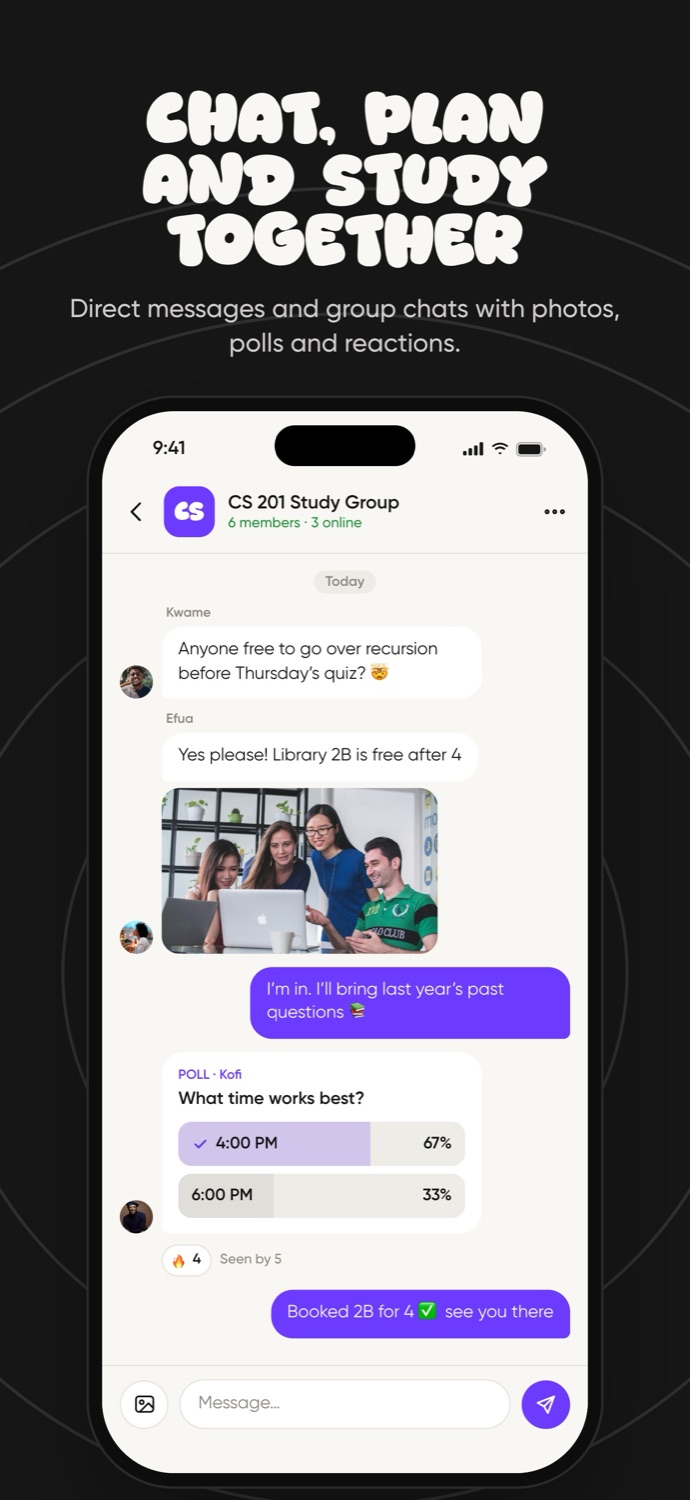 CHAT, PLAN
AND STUDY
TOGETHER
Direct messages and group chats with photos,
polls and reactions.
9:41
CS
CS 201 Study Group
6 members · 3 online
Today
Kwame
Anyone free to go over recursion
before Thursday’s quiz? 🤯
Efua
Yes please! Library 2B is free after 4
I’m in. I’ll bring last year’s past
questions 📚
POLL · Kofi
What time works best?
4:00 PM 67%
6:00 PM 33%
🔥 4 Seen by 5
Booked 2B for 4 ✅ see you there
Message...